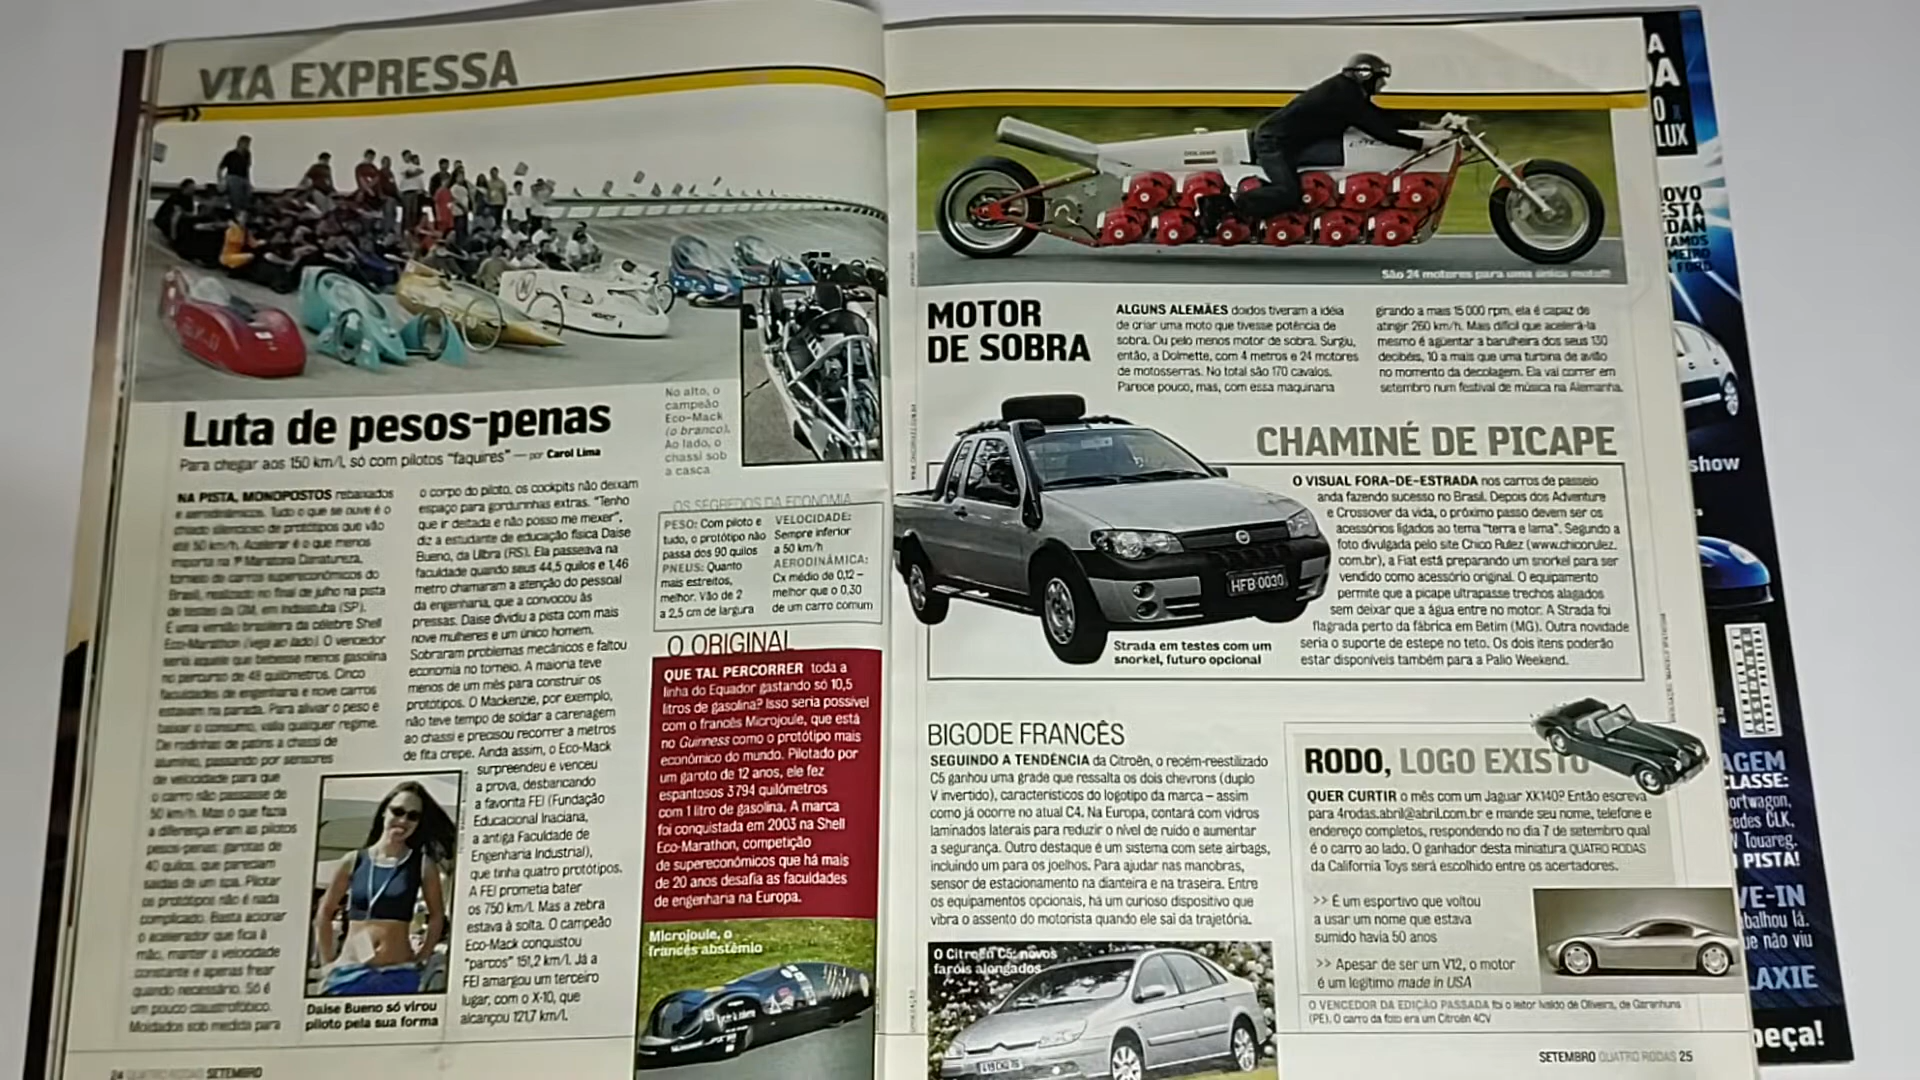 VIA EXPRESSA
Luta de pesos-penas
Para chegar aos 150 km/l, só com pilotos "faquires" — por Carol Lima
NA PISTA, MONOPOSTOS rebaixados
e aerodinâmicos. Tudo o que se ouve é o
chiado silencioso de protótipos que vão
até 50 km/h. Acelerar é o que menos
importa na 1ª Maratona
torneio de carros supereconômicos do
Brasil, realizado no final de julho na pista
de testes da GM, em Indaiatuba (SP).
É uma versão brasileira da célebre Shell
Eco-Marathon (veja ao lado). O vencedor
seria aquele que bebesse menos gasolina
no percurso de 48 quilômetros. Cinco
faculdades de engenharia e nove carros
estavam na parada. Para aliviar o peso e
baixar o consumo, valia qualquer regime.
De rodinhas de patins a chassi de
alumínio, passando por sensores
de velocidade para que
o carro não passasse de
50 km/h. Mas o que fazia
a diferença eram os pilotos
pesos-penas: garotas de
40 quilos, que pareciam
saídas de um spa. Pilotar
os protótipos não é nada
complicado. Basta acionar
o acelerador que fica à
mão, manter a velocidade
constante e apenas frear
quando necessário. Só é
um pouco claustrofóbico.
Moldados sob medida para
o corpo do piloto, os cockpits não deixam
espaço para gordurinhas extras. "Tenho
que ir deitada e não posso me mexer",
diz a estudante de educação física Daise
Bueno, da Ulbra (RS). Ela passeava na
faculdade quando seus 44,5 quilos e 1,46
metro chamaram a atenção do pessoal
da engenharia, que a convocou às
pressas. Daise dividiu a pista com mais
nove mulheres e um único homem.
Sobraram problemas mecânicos e faltou
economia no torneio. A maioria teve
menos de um mês para construir os
protótipos. O Mackenzie, por exemplo,
não teve tempo de soldar a carenagem
ao chassi e precisou recorrer a metros
de fita crepe. Ainda assim, o Eco-Mack
surpreendeu e venceu
a prova, desbancando
a favorita FEI (Fundação
Educacional Inaciana,
a antiga Faculdade de
Engenharia Industrial),
que tinha quatro protótipos.
A FEI prometia bater
os 750 km/l. Mas a zebra
estava à solta. O campeão
Eco-Mack conquistou
"parcos" 151,2 km/l. Já a
FEI amargou um terceiro
lugar, com o X-10, que
alcançou 121,7 km/l.
Daise Bueno só virou
piloto pela sua forma
No alto, o
campeão
Eco-Mack
(o branco).
Ao lado, o
chassi sob
a casca
OS SEGREDOS DA ECONOMIA
PESO: Com piloto e
tudo, o protótipo não
passa dos 90 quilos
PNEUS: Quanto
mais estreitos,
melhor. Vão de 2
a 2,5 cm de largura
VELOCIDADE:
Sempre inferior
a 50 km/h
AERODINÂMICA:
Cx médio de 0,12 –
melhor que o 0,30
de um carro comum
O ORIGINAL
QUE TAL PERCORRER toda a
linha do Equador gastando só 10,5
litros de gasolina? Isso seria possível
com o francês Microjoule, que está
no Guinness como o protótipo mais
econômico do mundo. Pilotado por
um garoto de 12 anos, ele fez
espantosos 3794 quilômetros
com 1 litro de gasolina. A marca
foi conquistada em 2003 na Shell
Eco-Marathon, competição
de supereconômicos que há mais
de 20 anos desafia as faculdades
de engenharia na Europa.
Microjoule, o
francês abstêmio
24 QUATRO RODAS SETEMBRO
São 24 motores para uma única moto!!!
MOTOR
DE SOBRA
ALGUNS ALEMÃES doidos tiveram a idéia
de criar uma moto que tivesse potência de
sobra. Ou pelo menos motor de sobra. Surgiu,
então, a Dolmette, com 4 metros e 24 motores
de motosserras. No total são 170 cavalos.
Parece pouco, mas, com essa maquinaria
girando a mais 15000 rpm, ela é capaz de
atingir 260 km/h. Mais difícil que acelerá-la
mesmo é agüentar a barulheira dos seus 130
decibéis, 10 a mais que uma turbina de avião
no momento da decolagem. Ela vai correr em
setembro num festival de música na Alemanha.
CHAMINÉ DE PICAPE
O VISUAL FORA-DE-ESTRADA nos carros de passeio
anda fazendo sucesso no Brasil. Depois dos Adventure
e Crossover da vida, o próximo passo devem ser os
acessórios ligados ao tema "terra e lama". Segundo a
foto divulgada pelo site Chico Rulez (www.chicorulez.
com.br), a Fiat está preparando um snorkel para ser
vendido como acessório original. O equipamento
permite que a picape ultrapasse trechos alagados
sem deixar que a água entre no motor. A Strada foi
flagrada perto da fábrica em Betim (MG). Outra novidade
seria o suporte de estepe no teto. Os dois itens poderão
estar disponíveis também para a Palio Weekend.
HFB-0030
Strada em testes com um
snorkel, futuro opcional
BIGODE FRANCÊS
SEGUINDO A TENDÊNCIA da Citroën, o recém-reestilizado
C5 ganhou uma grade que ressalta os dois chevrons (duplo
V invertido), característicos do logotipo da marca – assim
como já ocorre no atual C4. Na Europa, contará com vidros
laminados laterais para reduzir o nível de ruído e aumentar
a segurança. Outro destaque é um sistema com sete airbags,
incluindo um para os joelhos. Para ajudar nas manobras,
sensor de estacionamento na dianteira e na traseira. Entre
os equipamentos opcionais, há um curioso dispositivo que
vibra o assento do motorista quando ele sai da trajetória.
O Citroën C5: novos
faróis alongados
RODO, LOGO EXISTO
QUER CURTIR o mês com um Jaguar XK140? Então escreva
para 4rodas.abril@abril.com.br e mande seu nome, telefone e
endereço completos, respondendo no dia 7 de setembro qual
é o carro ao lado. O ganhador desta miniatura QUATRO RODAS
da California Toys será escolhido entre os acertadores.
>> É um esportivo que voltou
a usar um nome que estava
sumido havia 50 anos
>> Apesar de ser um V12, o motor
é um legítimo made in USA
O VENCEDOR DA EDIÇÃO PASSADA foi o leitor Ivaldo de Oliveira, de Garanhuns
(PE). O carro da foto era um Citroën 4CV
SETEMBRO QUATRO RODAS 25
LUX
show
CLASSE:
Touareg,
PISTA!
VE-IN
balhou lá.
ue não viu
LAXIE
peça!